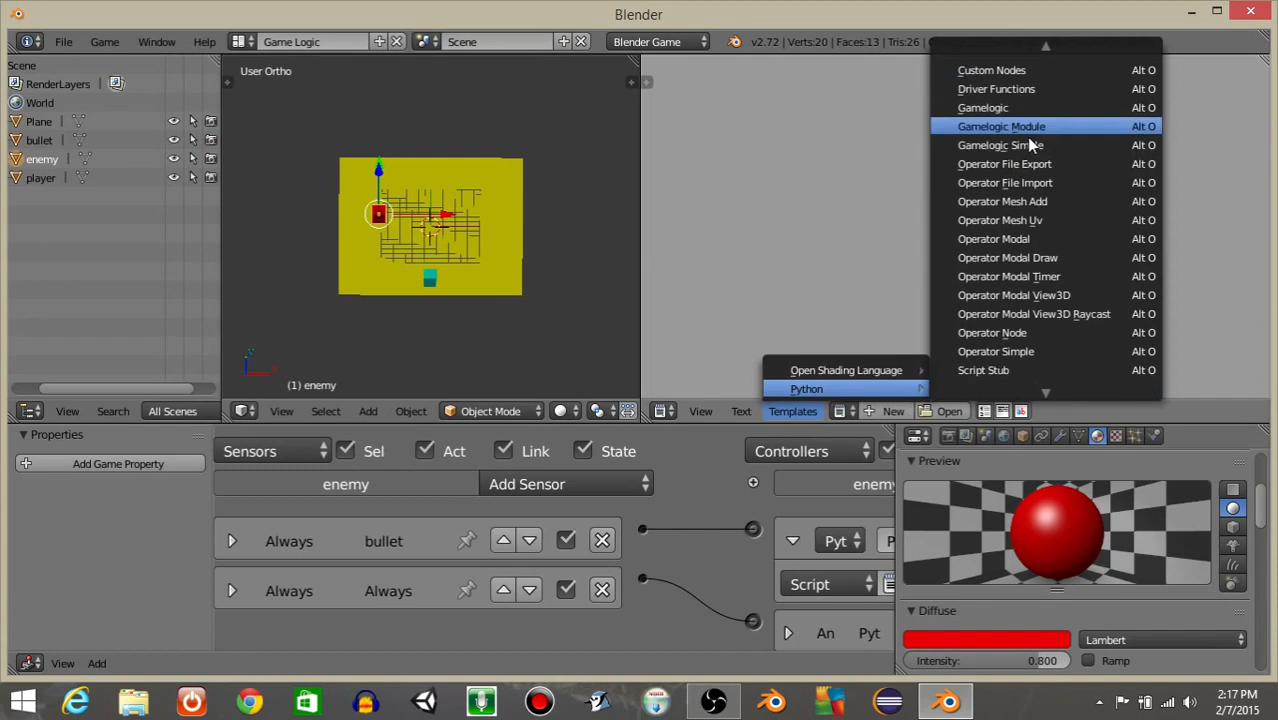 Blender
File Game Window Help Game Logic Scene Blender Game v2.72 | Verts:20 | Faces:13 | Tris:26 |
Scene
RenderLayers
World
Plane
bullet
enemy
player
View Search All Scenes
User Ortho
(1) enemy
View Select Add Object Object Mode
Custom Nodes Alt O
Driver Functions Alt O
Gamelogic Alt O
Gamelogic Module Alt O
Gamelogic Simple Alt O
Operator File Export Alt O
Operator File Import Alt O
Operator Mesh Add Alt O
Operator Mesh Uv Alt O
Operator Modal Alt O
Operator Modal Draw Alt O
Operator Modal Timer Alt O
Operator Modal View3D Alt O
Operator Modal View3D Raycast Alt O
Operator Node Alt O
Operator Simple Alt O
Script Stub Alt O
Open Shading Language
Python
View Text Templates New Open
Properties
Add Game Property
Sensors Sel Act Link State Controllers
enemy Add Sensor enemy
Always bullet Pyt P
Script
Always Always An Pyt
View Add
Preview
Diffuse
Lambert
Intensity: 0.800 Ramp
2:17 PM
2/7/2015